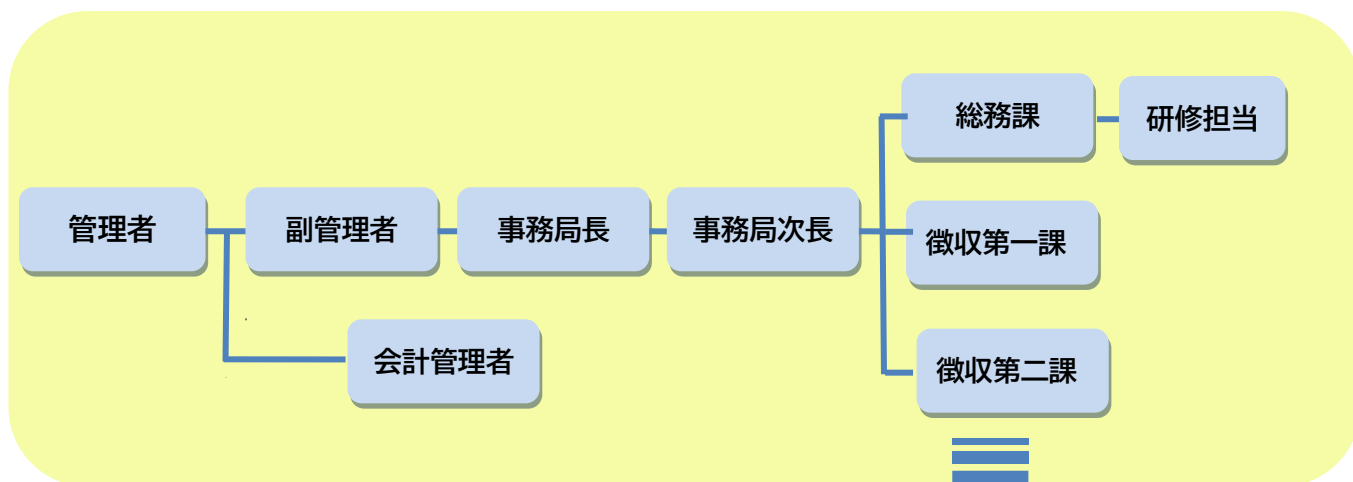 総務課
研修担当
管理者
副管理者
事務局長
事務局次長
徴収第一課
会計管理者
徴収第二課